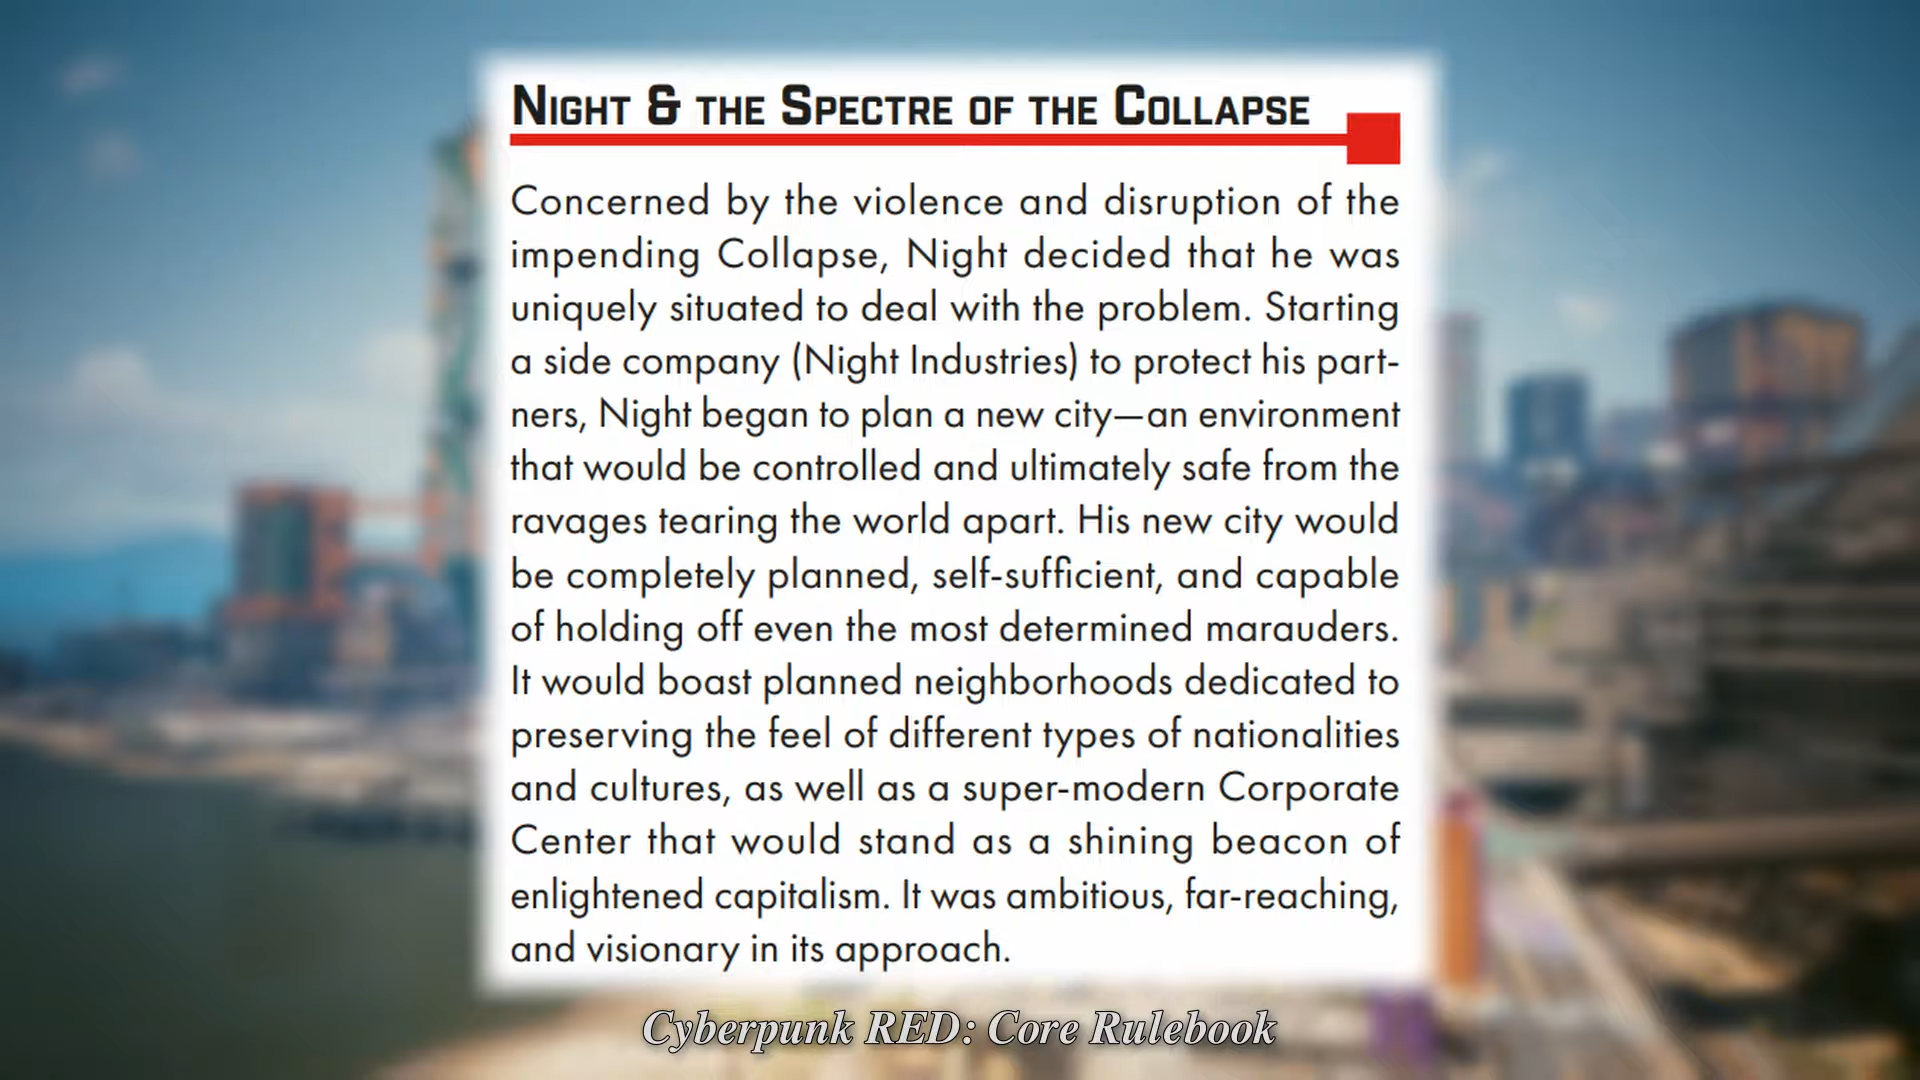 NIGHT & THE SPECTRE OF THE COLLAPSE
Concerned by the violence and disruption of the
impending Collapse, Night decided that he was
uniquely situated to deal with the problem. Starting
a side company (Night Industries) to protect his part-
ners, Night began to plan a new city—an environment
that would be controlled and ultimately safe from the
ravages tearing the world apart. His new city would
be completely planned, self-sufficient, and capable
of holding off even the most determined marauders.
It would boast planned neighborhoods dedicated to
preserving the feel of different types of nationalities
and cultures, as well as a super-modern Corporate
Center that would stand as a shining beacon of
enlightened capitalism. It was ambitious, far-reaching,
and visionary in its approach.
Cyberpunk RED: Core Rulebook